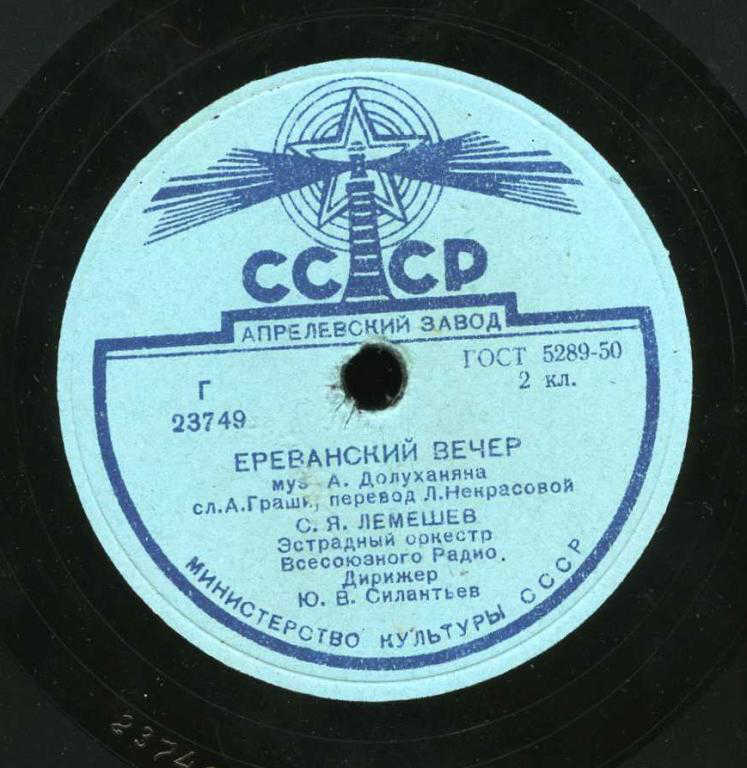 СССР
АПРЕЛЕВСКИЙ ЗАВОД
ГОСТ 5289-50
2 кл.
Г
23749
ЕРЕВАНСКИЙ ВЕЧЕР
муз А. Долуханяна
сл.А.Граши, перевод Л.Некрасовой
С. Я. ЛЕМЕШЕВ
Эстрадный оркестр
Всесоюзного Радио.
Дирижер
Ю. В. Силантьев
МИНИСТЕРСТВО КУЛЬТУРЫ СССР